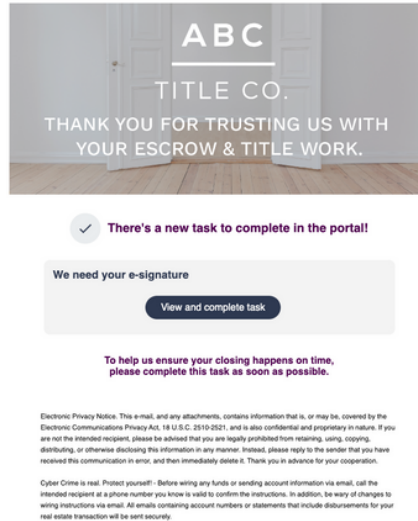 ABC
TITLE CO.
THANK YOU FOR TRUSTING US WITH
YOUR ESCROW & TITLE WORK.
There's a new task to complete in the portal!
We need your e-signature
View and complete task
To help us ensure your closing happens on time,
please complete this task as soon as possible.
Electronic Privacy Notice. This e-mail, and any attachments, contains information that is, or may be, covered by the
Electronic Communications Privacy Act, 18 U.S.C. 2510-2521, and is also confidential and proprietary in nature. If you
are not the intended recipient, please be advised that you are legally prohibited from retaining, using, copying,
distributing, or otherwise disclosing this information in any manner. Instead, please reply to the sender that you have
received this communication in error, and then immediately delete it. Thank you in advance for your cooperation.
Cyber Crime is real. Protect yourself! - Before wiring any funds or sending account information via email, call the
intended recipient at a phone number you know is valid to confirm the instructions. In addition, be wary of changes to
wiring instructions via email. All emails containing account numbers or statements that include disbursements for your
real estate transaction will be sent securely.